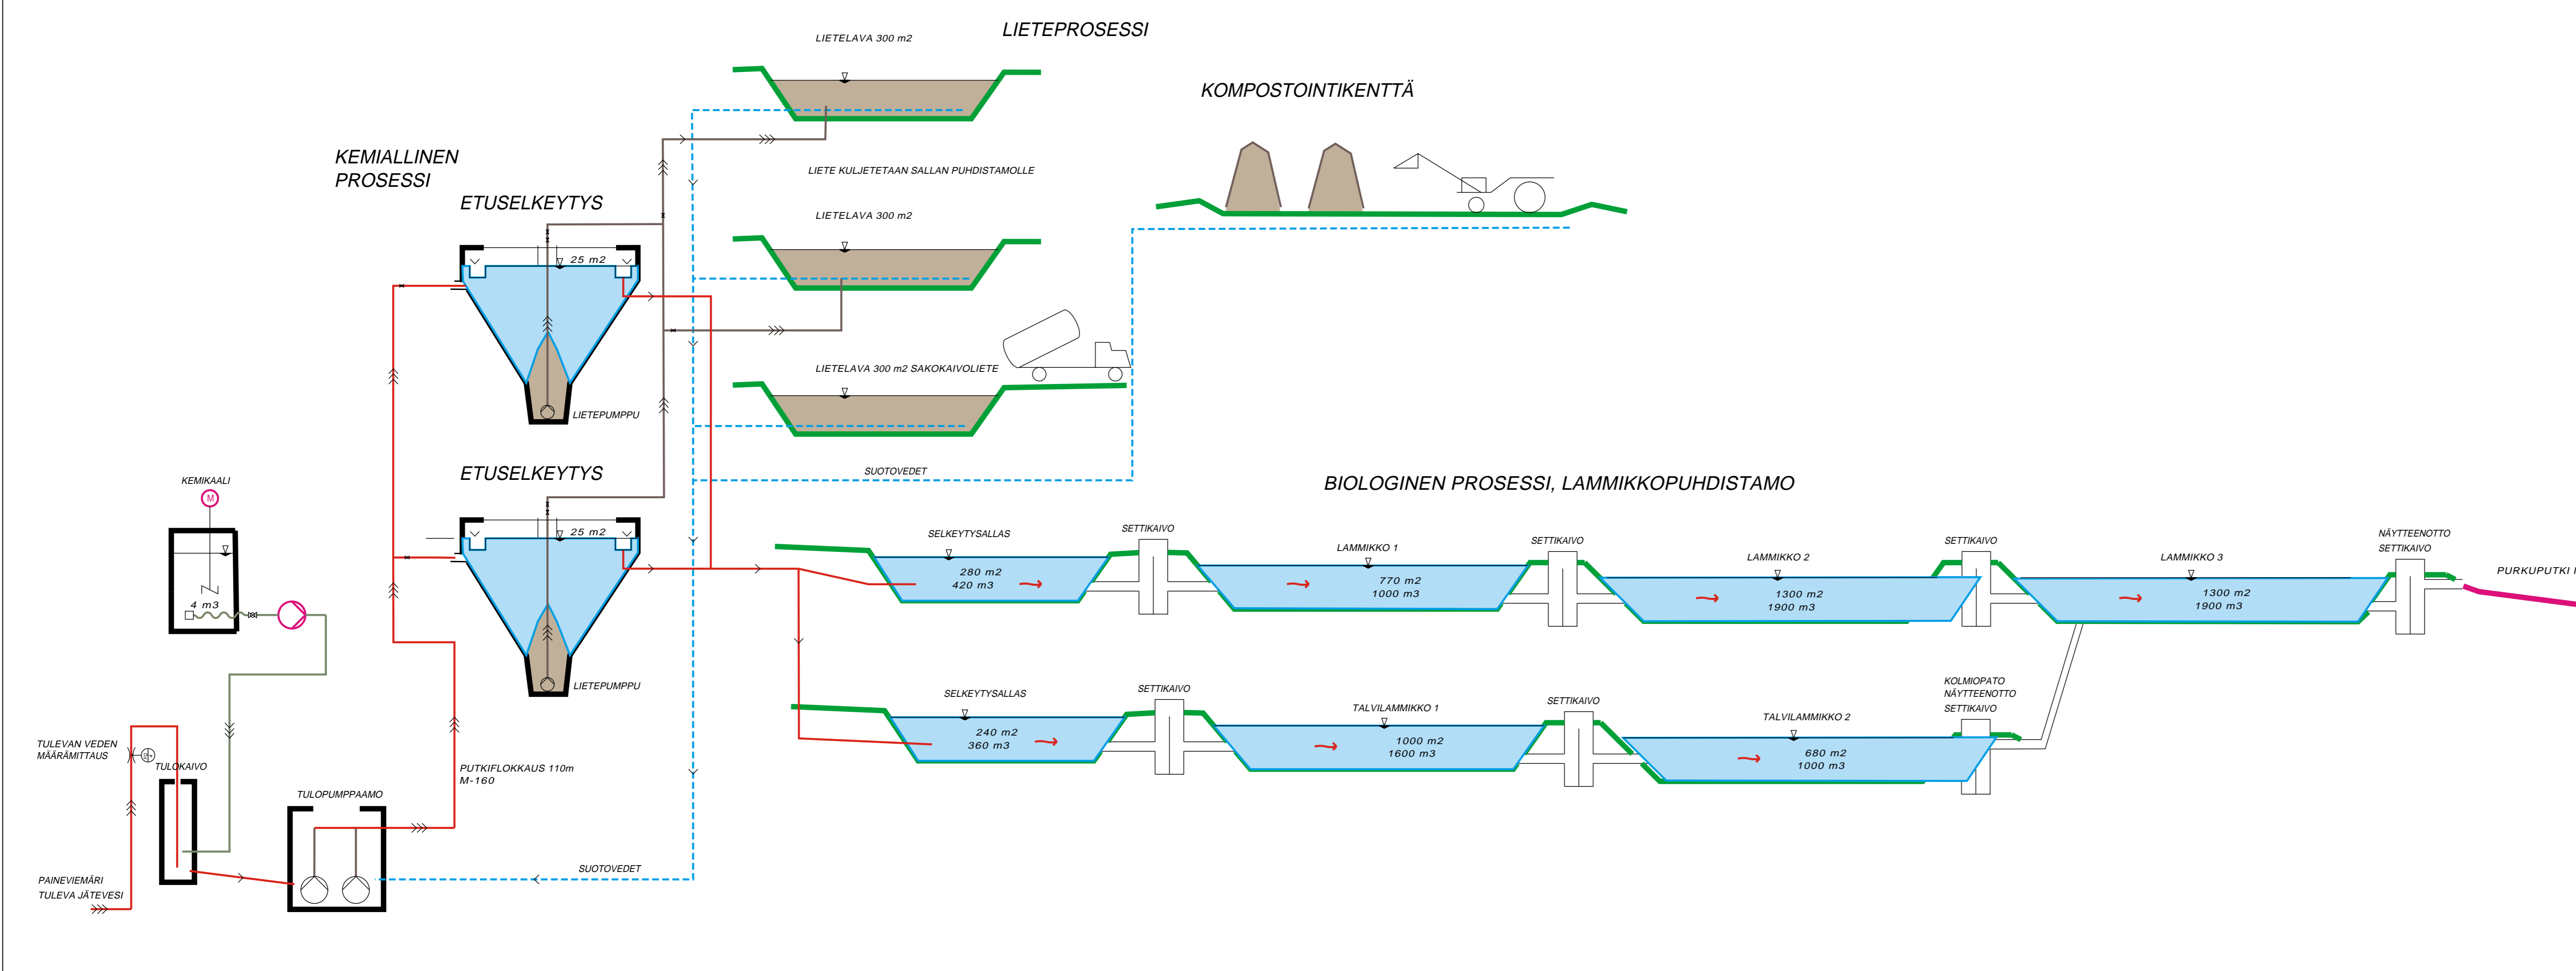 LIETEPROSESSI
LIETELAVA 300 m2
KOMPOSTOINTIKENTTÄ
KEMIALLINEN
PROSESSI
LIETE KULJETETAAN SALLAN PUHDISTAMOLLE
ETUSELKEYTYS
LIETELAVA 300 m2
25 m2
LIETELAVA 300 m2 SAKOKAIVOLIETE
LIETEPUMPPU
ETUSELKEYTYS
SUOTOVEDET
BIOLOGINEN PROSESSI, LAMMIKKOPUHDISTAMO
KEMIKAALI
M
4 m3
25 m2
LIETEPUMPPU
SELKEYTYSALLAS
280 m2
420 m3
SETTIKAIVO
LAMMIKKO 1
770 m2
1000 m3
SETTIKAIVO
LAMMIKKO 2
1300 m2
1900 m3
SETTIKAIVO
LAMMIKKO 3
1300 m2
1900 m3
NÄYTTEENOTTO
SETTIKAIVO
PURKUPUTKI
SELKEYTYSALLAS
240 m2
360 m3
SETTIKAIVO
TALVILAMMIKKO 1
1000 m2
1600 m3
SETTIKAIVO
TALVILAMMIKKO 2
680 m2
1000 m3
KOLMIOPATO
NÄYTTEENOTTO
SETTIKAIVO
TULEVAN VEDEN
MÄÄRÄMITTAUS
TULOKAIVO
PUTKIFLOKKAUS 110m
M-160
TULOPUMPPAAMO
SUOTOVEDET
PAINEVIEMÄRI
TULEVA JÄTEVESI